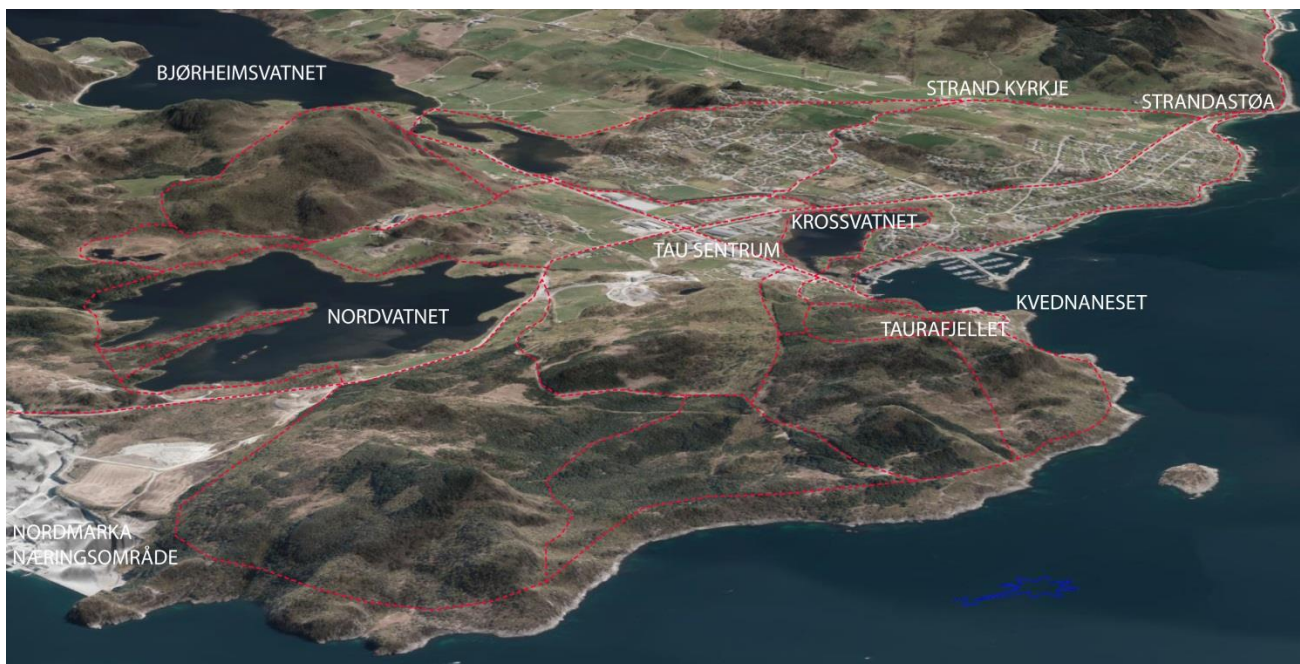 BJØRHEIMSVATNET
STRAND KYRKJE
STRANDASTØA
KROSSVATNET
TAU SENTRUM
KVEDNANESET
NORDVATNET
TAURAFJELLET
NORDMARKA
NÆRINGSOMRÅDE